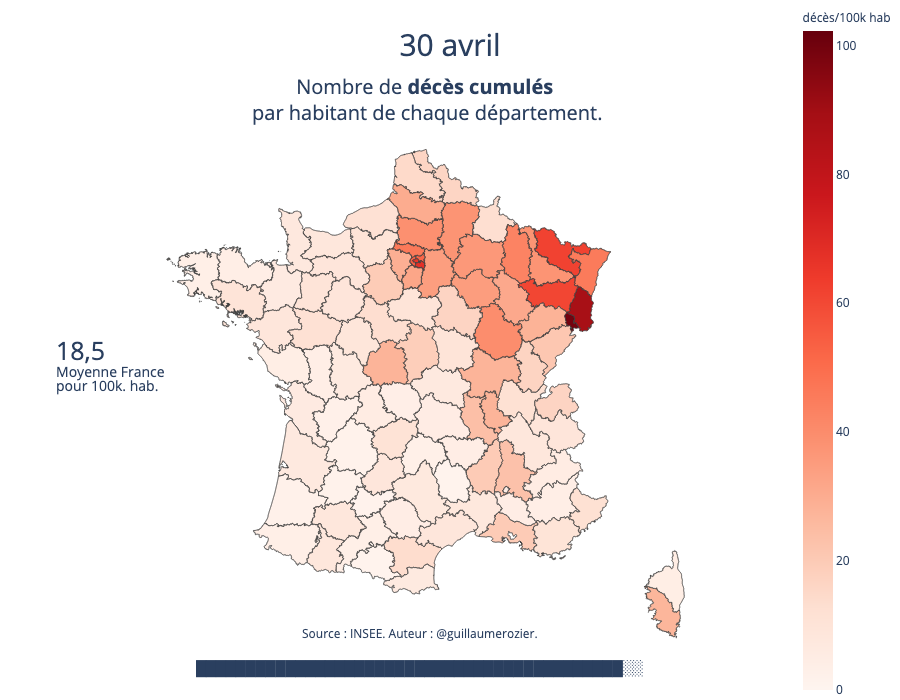 décès/100k hab
30 avril
Nombre de décès cumulés
par habitant de chaque département.
100
80
60
40
20
0
18,5
Moyenne France
pour 100k. hab.
Source : INSEE. Auteur : @guillaumerozier.